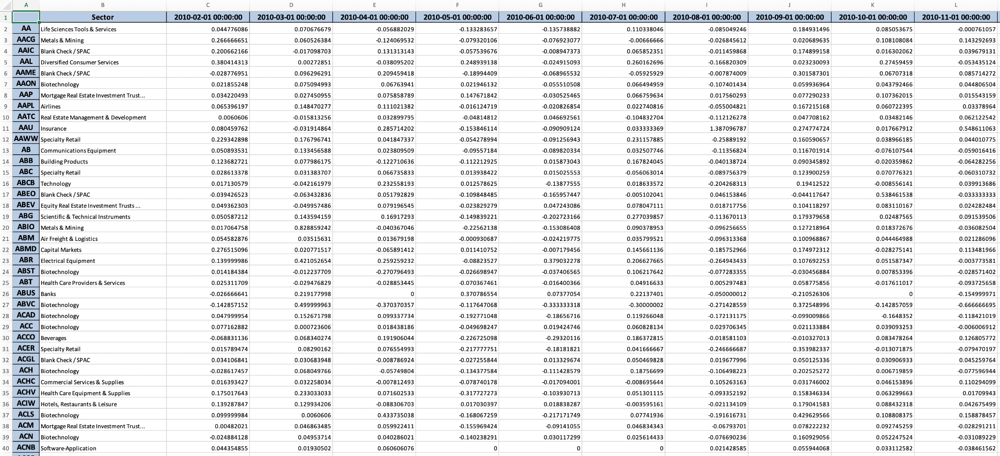 A B C D E F G H I J K L
1 Sector 2010-02-01 00:00:00 2010-03-01 00:00:00 2010-04-01 00:00:00 2010-05-01 00:00:00 2010-06-01 00:00:00 2010-07-01 00:00:00 2010-08-01 00:00:00 2010-09-01 00:00:00 2010-10-01 00:00:00 2010-11-01 00:00:00
2 AA Life Sciences Tools & Services 0.044776086 0.070676679 -0.056882029 -0.133283657 -0.135738882 0.110338046 -0.085049246 0.184931496 0.085053675 -0.000761057
3 AACG Metals & Mining 0.266666651 0.060526384 -0.124069532 -0.079320106 -0.076923077 -0.00666666 -0.026845612 0.020689635 0.108108084 0.143292693
4 AAIC Blank Check / SPAC 0.200662166 -0.017098703 0.131313143 -0.057539676 -0.008947373 0.065852351 -0.011459868 0.174899158 0.016302062 0.039679131
5 AAL Diversified Consumer Services 0.380414313 0.00272851 -0.038095202 0.248939138 -0.024915093 0.260162696 -0.166820309 0.023230093 0.27459459 -0.053435124
6 AAME Blank Check / SPAC -0.028776951 0.096296291 0.209459418 -0.18994409 -0.068965532 -0.05925929 -0.007874009 0.301587301 0.06707318 0.085714272
7 AAON Biotechnology 0.021855248 0.075094993 0.06763941 0.021946132 -0.055510508 0.066494959 -0.107401434 0.059936964 0.043792466 0.044806504
8 AAP Mortgage Real Estate Investment Trust... 0.034220493 0.027450955 0.075858789 0.147671842 -0.030525465 0.066759634 0.017560293 0.077290233 0.107362015 0.015543159
9 AAPL Airlines 0.065396197 0.148470277 0.111021382 -0.016124719 -0.020826854 0.022740816 -0.055004821 0.167215168 0.060722395 0.03378964
10 AATC Real Estate Management & Development 0.0060606 -0.015813256 0.032899795 -0.04814812 0.046692561 -0.104832704 -0.112126278 0.047708162 0.03482146 0.062122542
11 AAU Insurance 0.080459762 -0.031914864 0.285714202 -0.153846114 -0.090909124 0.033333369 1.387096787 0.274774724 0.017667912 0.548611063
12 AAWW Specialty Retail 0.229342898 0.176796741 0.041847337 -0.054278994 -0.091256943 0.231157885 -0.25889192 0.160590657 0.038966185 0.044010775
13 AB Communications Equipment 0.050893531 0.133456588 0.023809509 -0.09557184 -0.089820334 0.032507746 -0.11356824 0.116701914 -0.076107544 -0.059016416
14 ABB Building Products 0.123682721 0.077986175 -0.122710636 -0.112212925 0.015873043 0.167824045 -0.040138724 0.090345892 -0.020359862 -0.064282256
15 ABC Specialty Retail 0.028613378 0.031383707 0.066735833 0.013938422 0.015025553 -0.056063014 -0.089756379 0.123900259 0.070776321 -0.060310732
16 ABCB Technology 0.017130579 -0.042161979 0.232558193 0.012578625 -0.13877555 0.018633572 -0.204268313 0.19412522 -0.008556141 0.039913686
17 ABEO Blank Check / SPAC -0.039426523 -0.063432836 0.051792829 -0.109848485 -0.165957447 -0.005102041 0.046153846 -0.044117647 0.538461538 -0.033333333
18 ABEV Equity Real Estate Investment Trusts ... 0.049362303 -0.049957486 0.079196545 -0.023829279 0.047243086 0.078047111 0.018717756 0.104118297 0.083110167 0.024282484
19 ABG Scientific & Technical Instruments 0.050587212 0.143594159 0.16917293 -0.149839221 -0.202723166 0.277039857 -0.113670113 0.179379658 0.02487565 0.091539506
20 ABIO Metals & Mining 0.017064758 0.828859242 -0.040367046 -0.22562138 -0.153086408 0.090378953 -0.096256655 0.127218964 0.018372676 -0.036082504
21 ABM Air Freight & Logistics 0.054582876 0.03515631 0.013679198 -0.000930687 -0.024219775 0.035799521 -0.096313368 0.100968867 0.044464988 0.021286096
22 ABMD Capital Markets 0.276515096 0.020771517 -0.065891412 0.011410752 -0.007179456 0.145661136 -0.185752966 0.174972312 -0.028275141 0.113481966
23 ABR Electrical Equipment 0.139999986 0.421052654 0.259259232 -0.08823527 0.379032278 0.206627665 -0.264943433 0.107692253 0.051587347 -0.003773581
24 ABST Biotechnology 0.014184384 -0.012237709 -0.270796493 -0.026698947 -0.037406565 0.106217642 -0.077283355 -0.030456884 0.007853396 -0.028571402
25 ABT Health Care Providers & Services 0.025311709 -0.029476829 -0.028853445 -0.070367461 -0.016400366 0.04916633 0.005297483 0.058775856 -0.017611017 -0.093725658
26 ABUS Banks -0.026666641 0.219177998 0 0.370786554 0.07377054 0.22137401 -0.050000012 -0.210526306 0 -0.154999971
27 ABVC Biotechnology -0.142857152 0.499999963 -0.370370357 -0.117647068 -0.333333318 -0.30000002 -0.271428559 0.372548996 -0.142857059 -0.666666695
28 ACAD Biotechnology 0.047999954 0.152671798 0.099337734 -0.192771048 -0.18656716 0.119266048 -0.172131175 -0.099009866 -0.1648352 -0.118421019
29 ACC Biotechnology 0.077162882 0.000723606 0.018438186 -0.049698247 0.019424746 0.060828134 0.029706345 0.021133884 0.039093253 -0.006006912
30 ACCO Beverages -0.068831136 0.068340274 0.191906044 -0.226725098 -0.29320116 0.186372815 -0.018581103 -0.010327013 0.083478264 0.126805772
31 ACER Specialty Retail 0.015789474 0.08290162 0.076554993 -0.217777751 -0.18181821 0.041666667 -0.246666687 0.353982337 -0.013071875 -0.079470197
32 ACGL Blank Check / SPAC 0.034106841 0.030683948 -0.008786924 -0.027255844 0.013329674 0.050469828 0.019677996 0.050125336 0.030906933 0.045259764
33 ACH Biotechnology -0.028617457 0.068049766 -0.05749804 -0.134377584 -0.111428579 0.18756699 -0.106498223 0.202525272 0.006719859 -0.077596944
34 ACHC Commercial Services & Supplies 0.016393427 0.032258034 -0.007812493 -0.078740178 -0.017094001 -0.008695644 0.105263163 0.031746002 0.046153896 0.110294099
35 ACHV Health Care Equipment & Supplies 0.175017643 0.233033033 0.071602533 -0.317727273 -0.103930713 0.051301115 -0.093352192 0.158346334 0.063299663 0.01709943
36 ACIW Hotels, Restaurants & Leisure 0.139287847 0.129934206 -0.088306703 0.017030397 0.018838287 -0.003595161 -0.021134109 0.179041583 0.088432318 0.042675499
37 ACLS Biotechnology 0.099999984 0.0060606 0.433735038 -0.168067259 -0.217171749 0.07741936 -0.191616731 0.429629566 0.108808375 0.158878457
38 ACM Mortgage Real Estate Investment Trust... 0.00482021 0.046863485 0.059922411 -0.155969424 -0.09141055 0.046834343 -0.06793701 0.078222232 0.092745259 -0.028291211
39 ACN Biotechnology -0.024884128 0.04953714 0.040286021 -0.140238291 0.030117299 0.025614433 -0.076690236 0.160929056 0.052247524 -0.031089229
40 ACNB Software-Application 0.044354855 0.01930502 0.060606076 0 0 0 0.021428585 0.055944068 0.033112582 -0.038461562